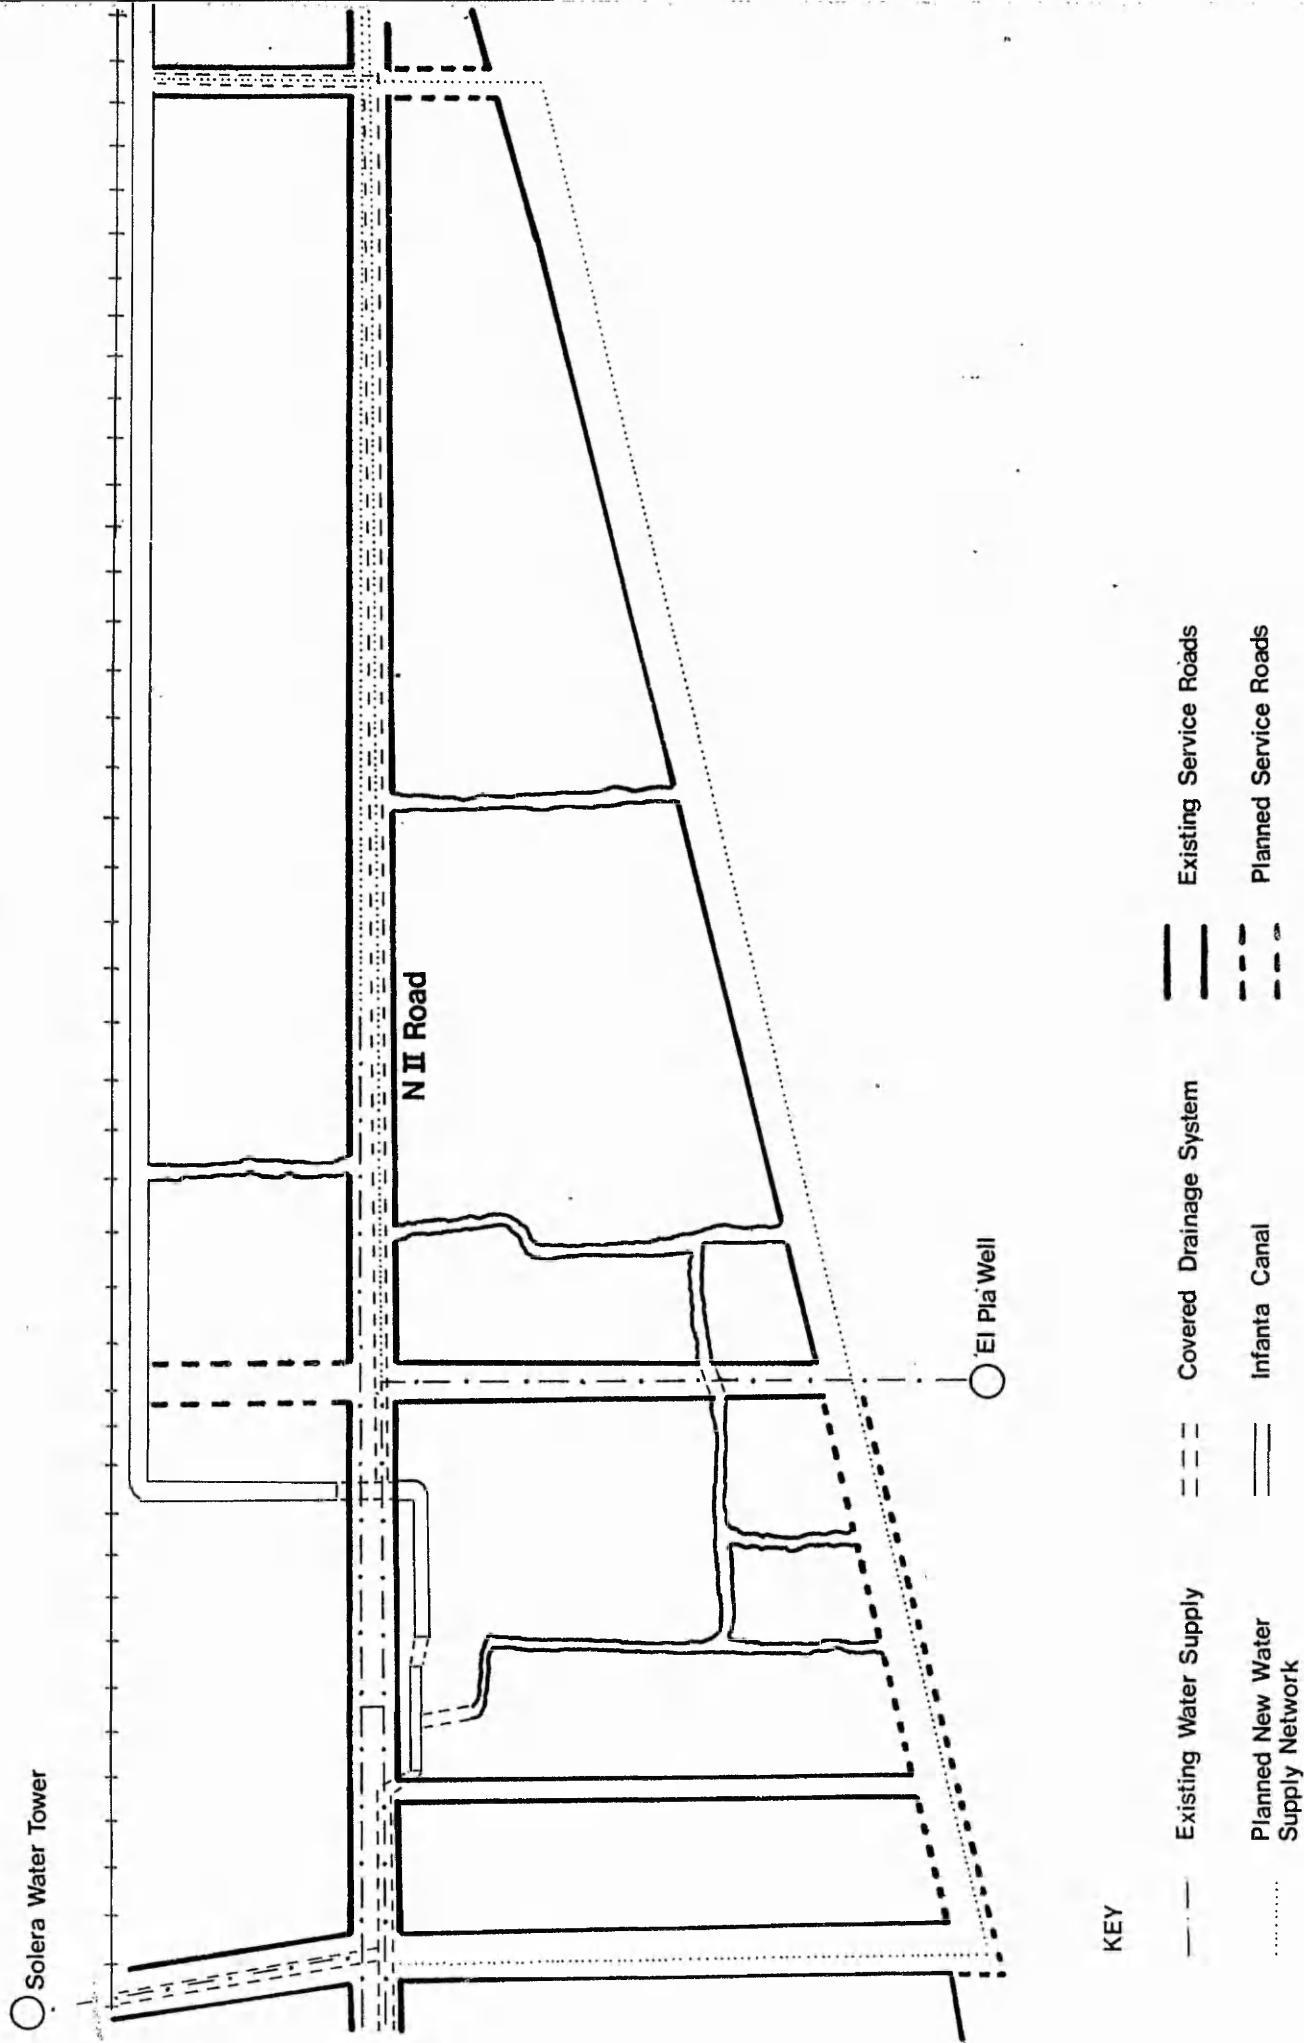 Solera Water Tower
N II Road
El Pla Well
KEY
Existing Water Supply
Planned New Water
Supply Network
Covered Drainage System
Infanta Canal
Existing Service Roads
Planned Service Roads